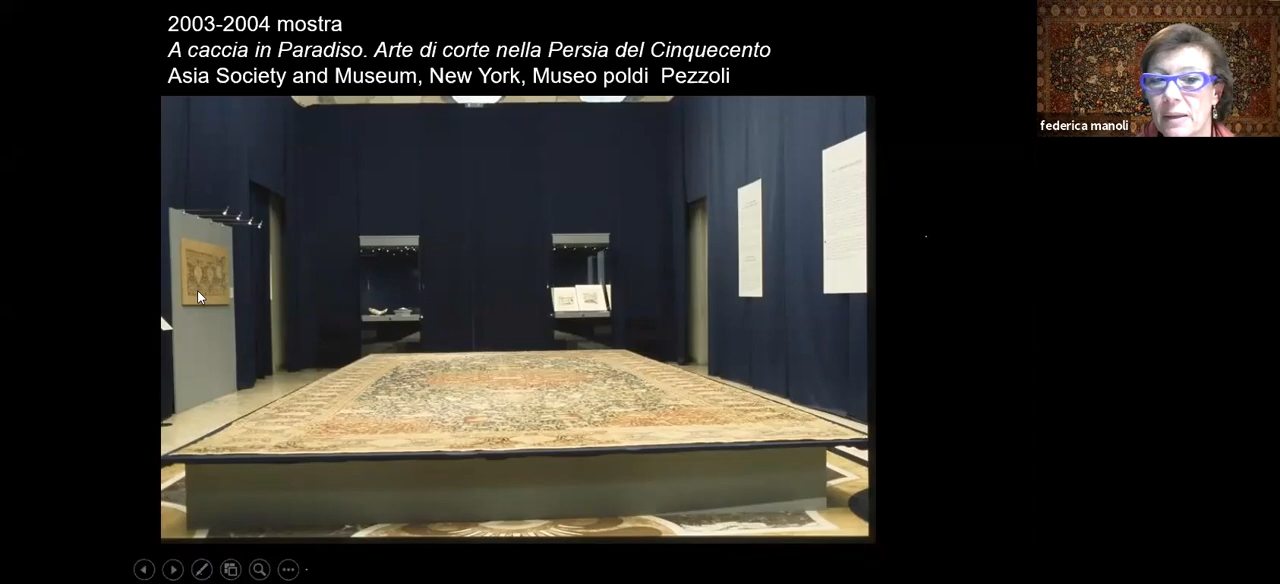 2003-2004 mostra
A caccia in Paradiso. Arte di corte nella Persia del Cinquecento
Asia Society and Museum, New York, Museo poldi  Pezzoli
federica manoli